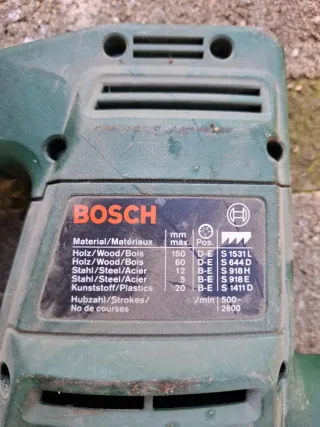 BOSCH
Material/Matériaux mm max. Pos.
Holz/Wood/Bois 150 D-E S 1531 L
Holz/Wood/Bois 60 D-E S 644 D
Stahl/Steel/Acier 12 B-E S 918 H
Stahl/Steel/Acier 5 B-E S 918 E
Kunststoff/Plastics 20 B-E S 1411 D
Hubzahl/Strokes/ /min 500-
No de courses 2600